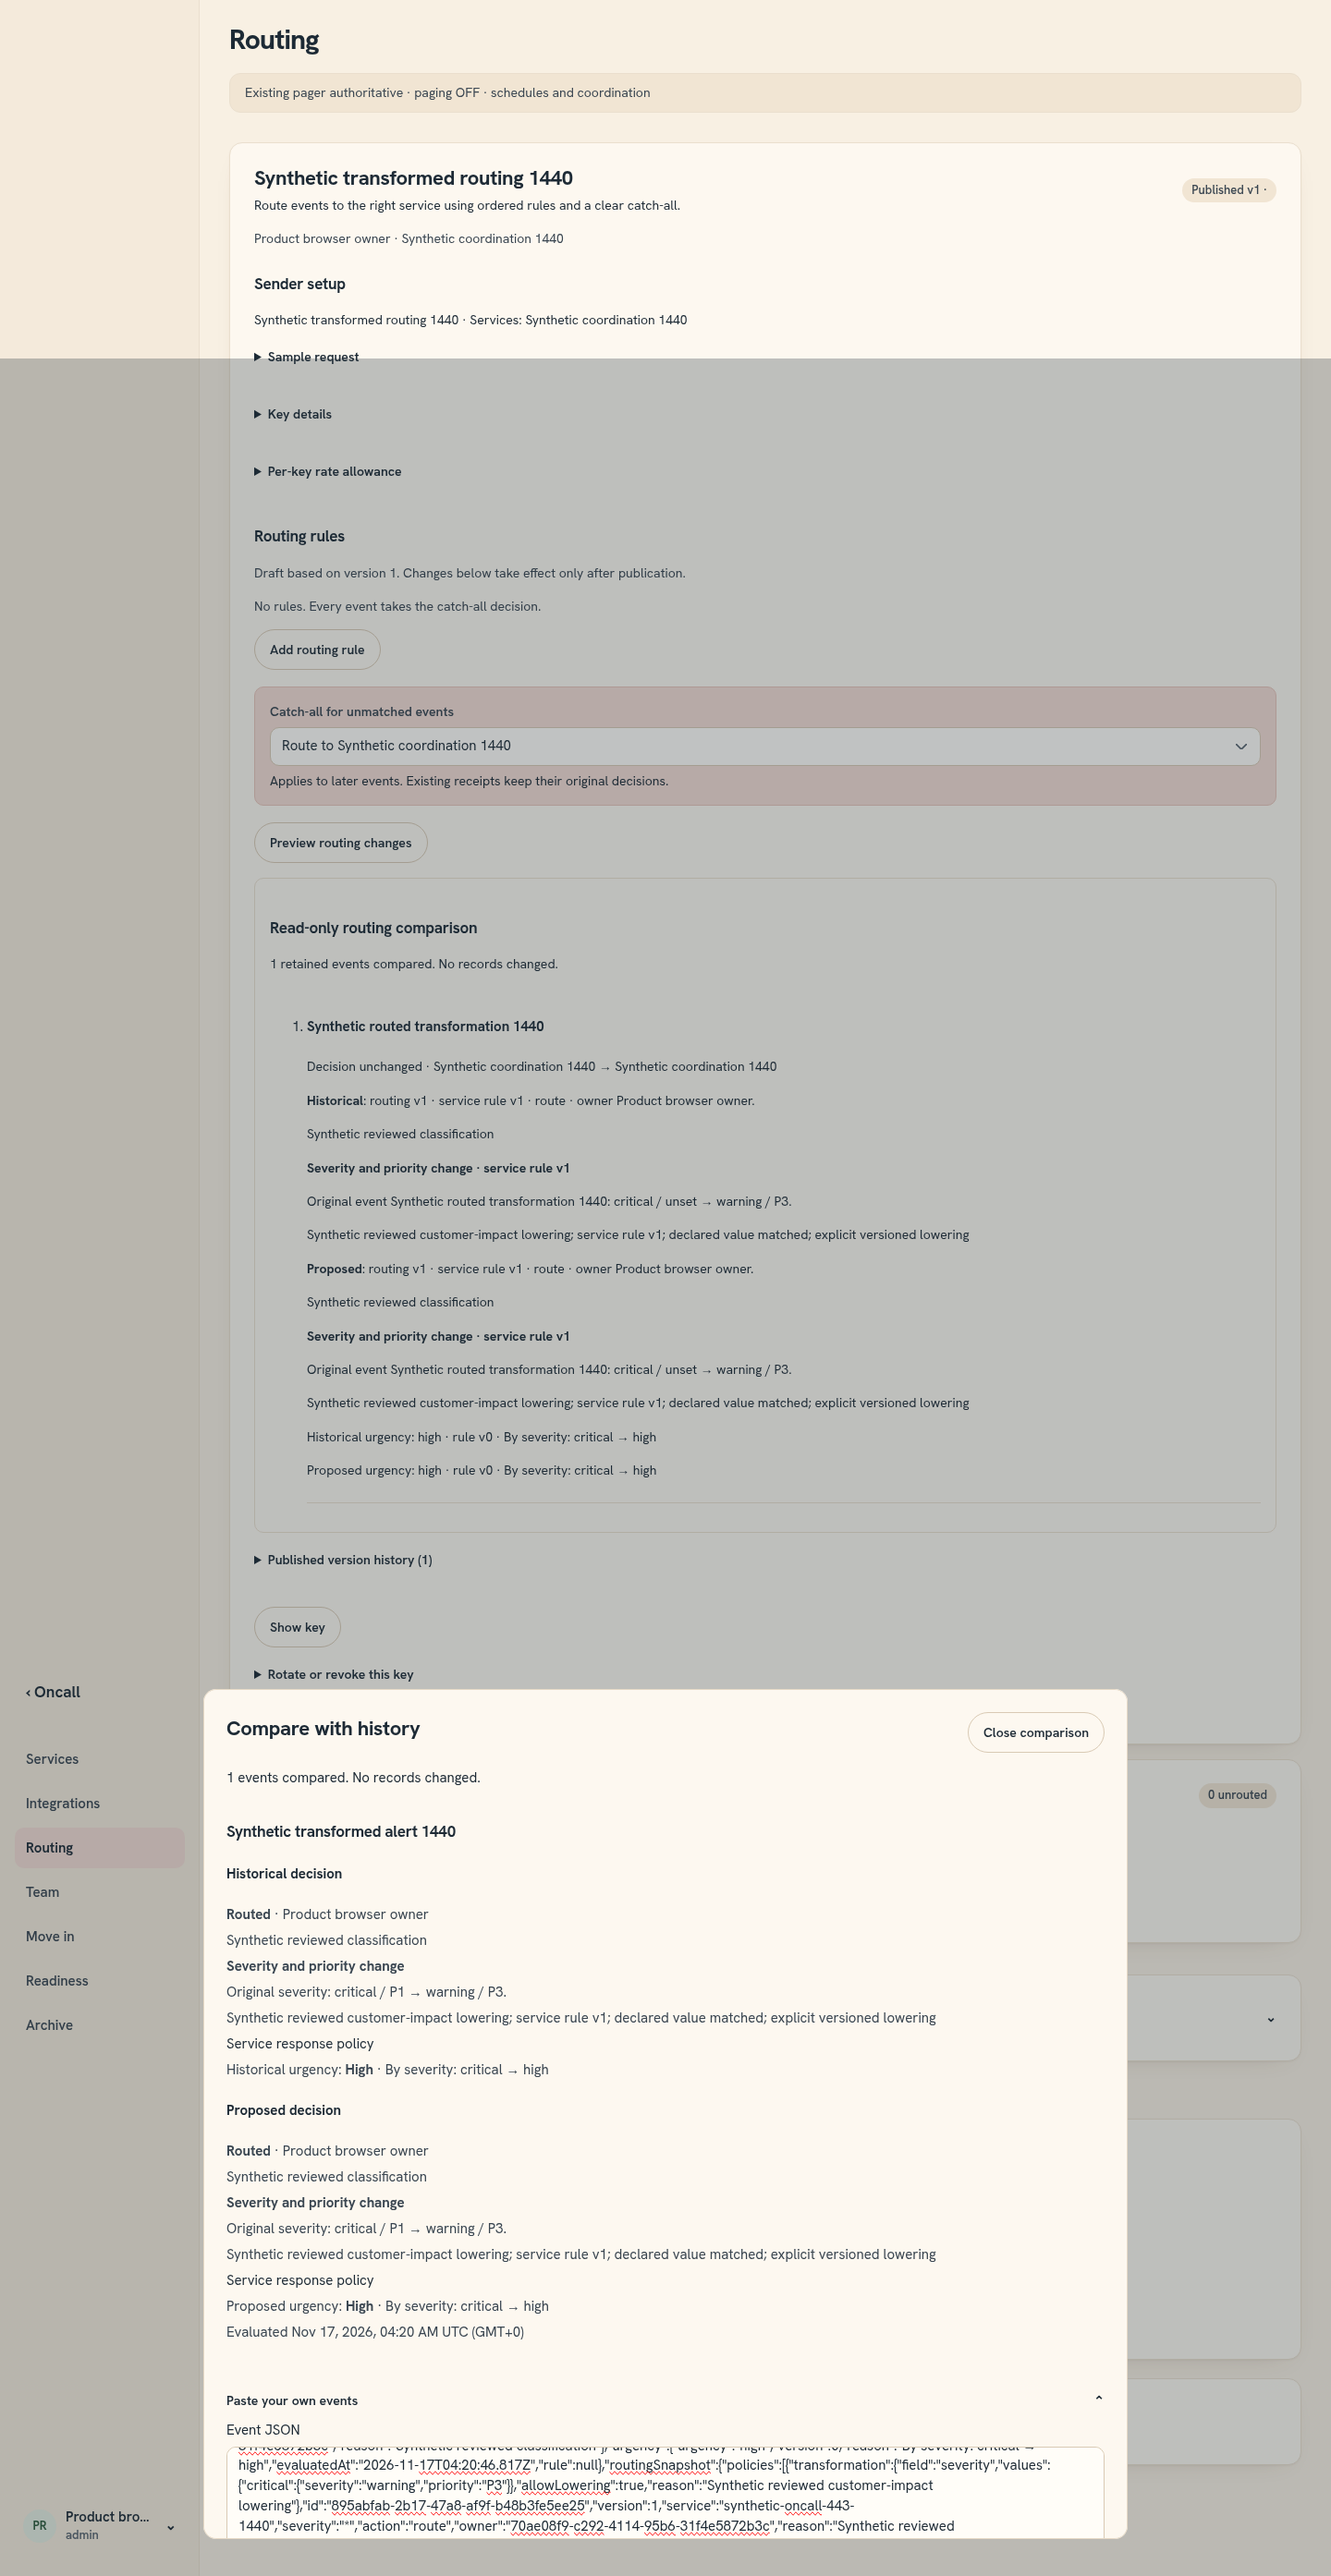 Routing
Existing pager authoritative · paging OFF · schedules and coordination
Synthetic transformed routing 1440
Published v1 ·
Route events to the right service using ordered rules and a clear catch-all.
Product browser owner · Synthetic coordination 1440
Sender setup
Synthetic transformed routing 1440 · Services: Synthetic coordination 1440
Sample request
Key details
Per-key rate allowance
Routing rules
Draft based on version 1. Changes below take effect only after publication.
No rules. Every event takes the catch-all decision.
Add routing rule
Catch-all for unmatched events
Route to Synthetic coordination 1440
Applies to later events. Existing receipts keep their original decisions.
Preview routing changes
Read-only routing comparison
1 retained events compared. No records changed.
1. Synthetic routed transformation 1440
Decision unchanged · Synthetic coordination 1440 → Synthetic coordination 1440
Historical: routing v1 · service rule v1 · route · owner Product browser owner.
Synthetic reviewed classification
Severity and priority change · service rule v1
Original event Synthetic routed transformation 1440: critical / unset → warning / P3.
Synthetic reviewed customer-impact lowering; service rule v1; declared value matched; explicit versioned lowering
Proposed: routing v1 · service rule v1 · route · owner Product browser owner.
Synthetic reviewed classification
Severity and priority change · service rule v1
Original event Synthetic routed transformation 1440: critical / unset → warning / P3.
Synthetic reviewed customer-impact lowering; service rule v1; declared value matched; explicit versioned lowering
Historical urgency: high · rule v0 · By severity: critical → high
Proposed urgency: high · rule v0 · By severity: critical → high
Published version history (1)
Show key
Rotate or revoke this key
‹ Oncall
Services
Integrations
Routing
Team
Move in
Readiness
Archive
PR
Product bro...
admin
0 unrouted
Compare with history
Close comparison
1 events compared. No records changed.
Synthetic transformed alert 1440
Historical decision
Routed · Product browser owner
Synthetic reviewed classification
Severity and priority change
Original severity: critical / P1 → warning / P3.
Synthetic reviewed customer-impact lowering; service rule v1; declared value matched; explicit versioned lowering
Service response policy
Historical urgency: High · By severity: critical → high
Proposed decision
Routed · Product browser owner
Synthetic reviewed classification
Severity and priority change
Original severity: critical / P1 → warning / P3.
Synthetic reviewed customer-impact lowering; service rule v1; declared value matched; explicit versioned lowering
Service response policy
Proposed urgency: High · By severity: critical → high
Evaluated Nov 17, 2026, 04:20 AM UTC (GMT+0)
Paste your own events
Event JSON
high","evaluatedAt":"2026-11-17T04:20:46.817Z","rule":null},"routingSnapshot":{"policies":[{"transformation":{"field":"severity","values":
{"critical":{"severity":"warning","priority":"P3"}},"allowLowering":true,"reason":"Synthetic reviewed customer-impact
lowering"},"id":"895abfab-2b17-47a8-af9f-b48b3fe5ee25","version":1,"service":"synthetic-oncall-443-
1440","severity":"*","action":"route","owner":"70ae08f9-c292-4114-95b6-31f4e5872b3c","reason":"Synthetic reviewed